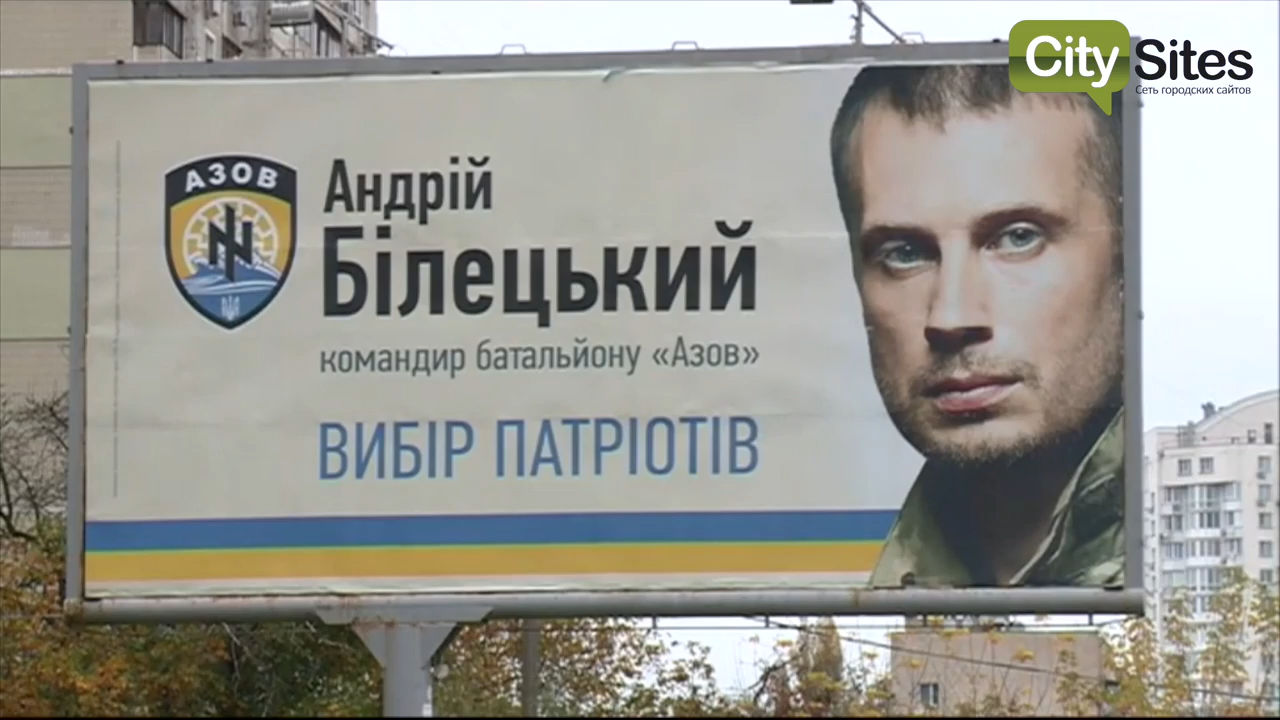 City Sites
Сеть городских сайтов
АЗОВ
Андрій
Білецький
командир батальйону «Азов»
ВИБІР ПАТРІОТІВ